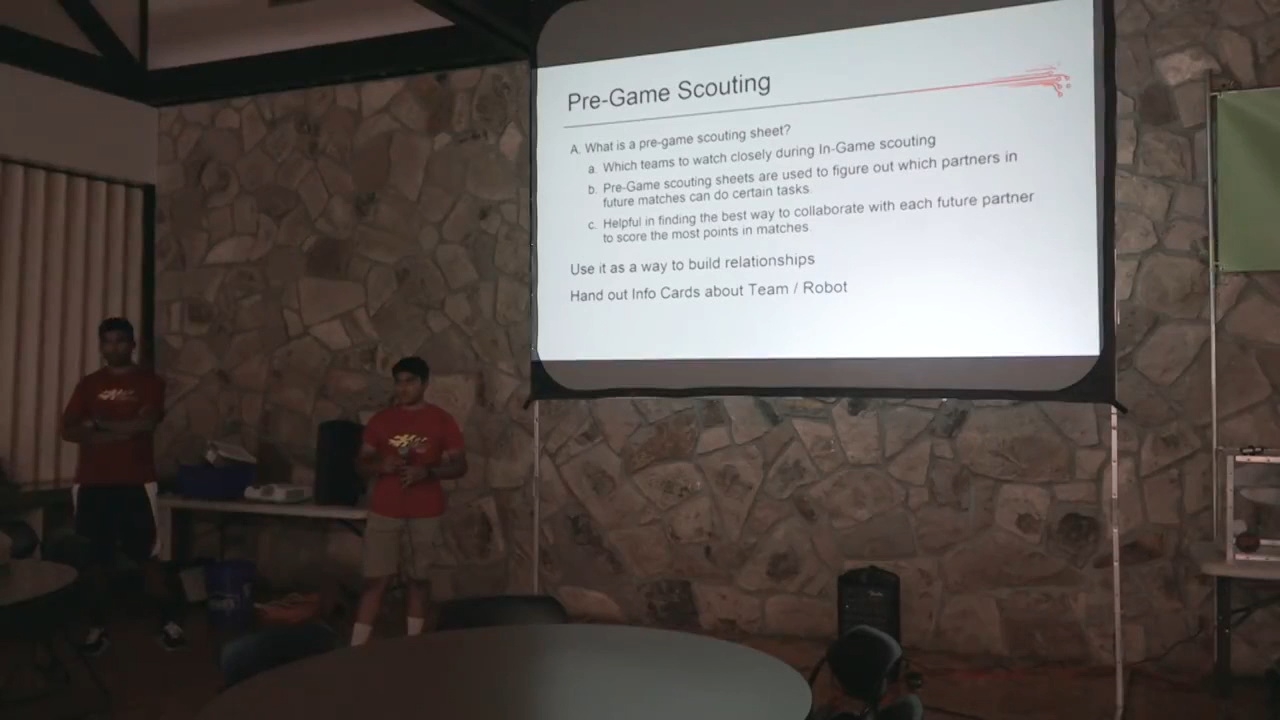 Pre-Game Scouting
A. What is a pre-game scouting sheet?
a. Which teams to watch closely during In-Game scouting
b. Pre-Game scouting sheets are used to figure out which partners in
future matches can do certain tasks.
c. Helpful in finding the best way to collaborate with each future partner
to score the most points in matches.
Use it as a way to build relationships
Hand out Info Cards about Team / Robot